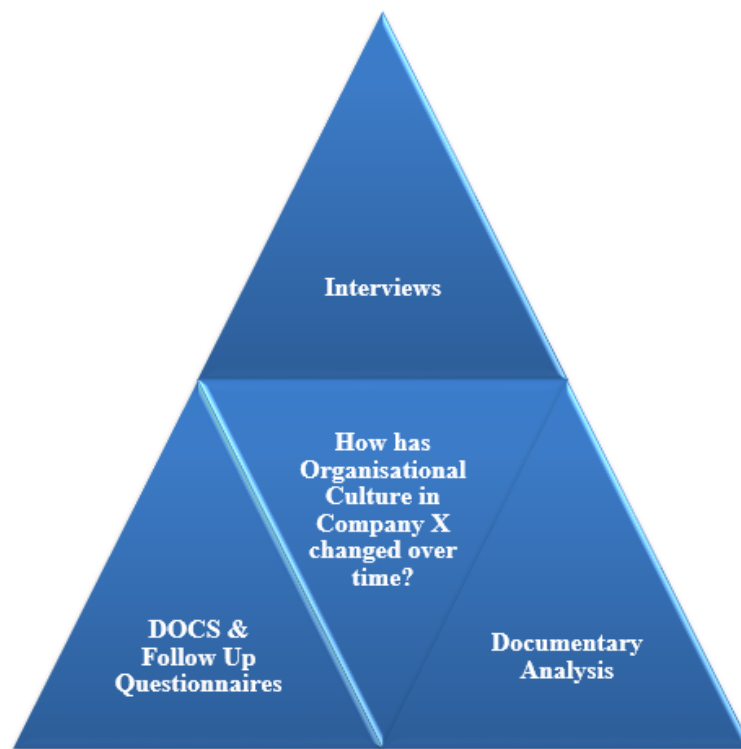 Interviews
How has
Organisational
Culture in
Company X
changed over
time?
DOCS &
Follow Up
Questionnaires
Documentary
Analysis